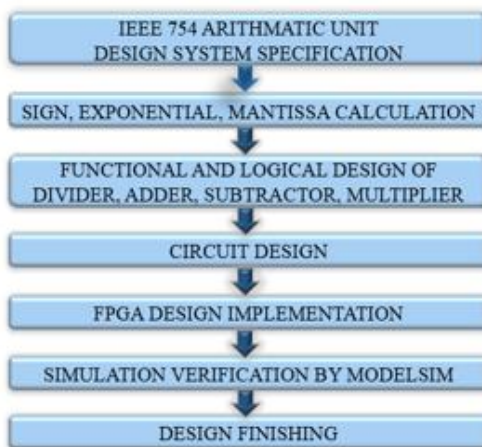 IEEE 754 ARITHMATIC UNIT
DESIGN SYSTEM SPECIFICATION
SIGN, EXPONENTIAL, MANTISSA CALCULATION
FUNCTIONAL AND LOGICAL DESIGN OF
DIVIDER, ADDER, SUBTRACTOR, MULTIPLIER
CIRCUIT DESIGN
FPGA DESIGN IMPLEMENTATION
SIMULATION VERIFICATION BY MODELSIM
DESIGN FINISHING